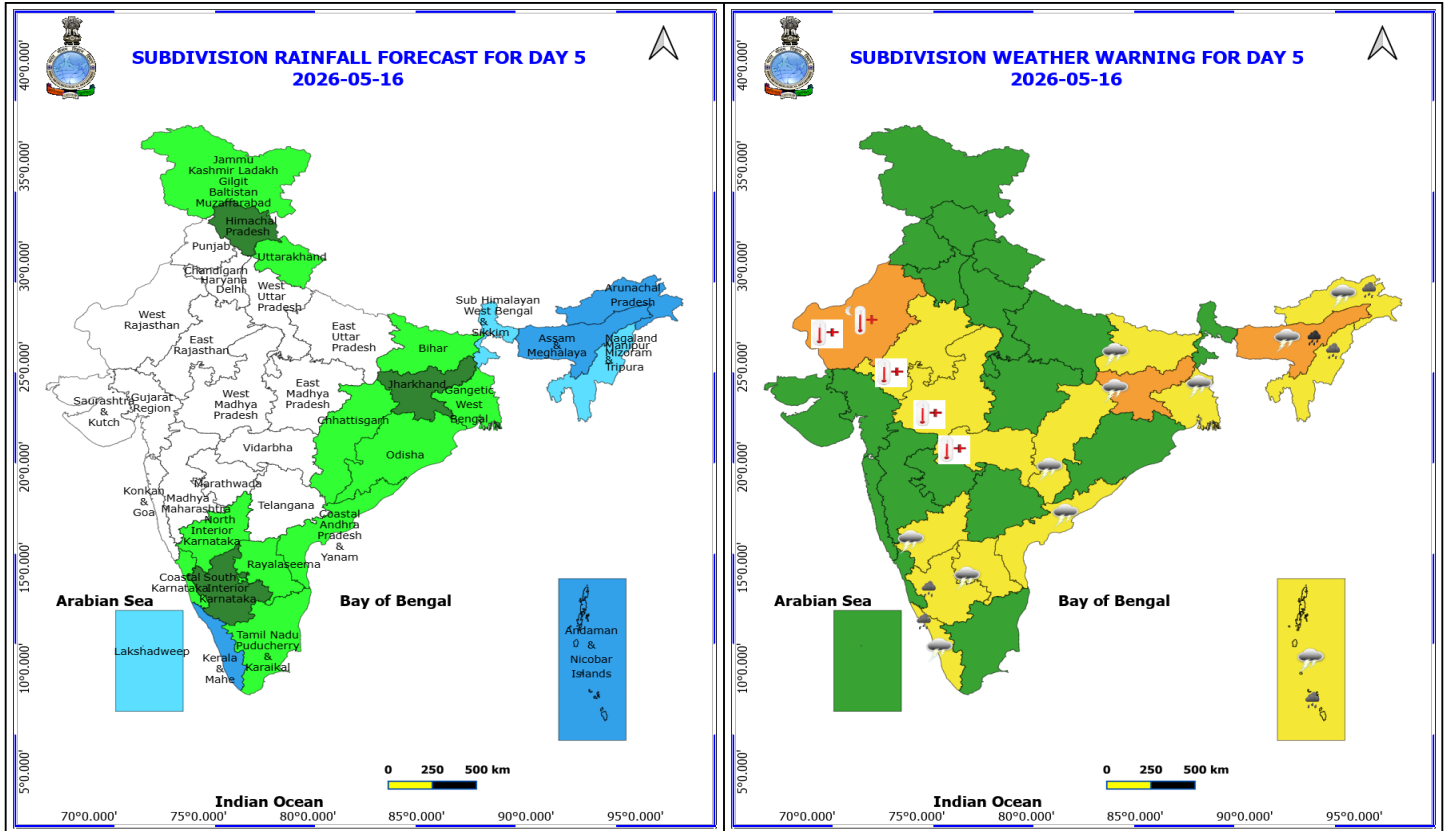 SUBDIVISION RAINFALL FORECAST FOR DAY 5
2026-05-16
40°0.000'
35°0.000'
30°0.000'
25°0.000'
20°0.000'
15°0.000'
10°0.000'
5°0.000'
Jammu
Kashmir Ladakh
Gilgit
Baltistan
Muzaffarabad
Himachal
Pradesh
Punjab
Uttarakhand
Chandigarh
Haryana
Delhi
West
Uttar
Pradesh
West
Rajasthan
East
Rajasthan
East
Uttar
Pradesh
Sub Himalayan
West Bengal
&
Sikkim
Arunachal
Pradesh
Assam
&
Meghalaya
Nagaland
Manipur
Mizoram
&
Tripura
Bihar
Jharkhand
Gangetic
West
Bengal
Saurashtra
&
Kutch
Gujarat
Region
West
Madhya
Pradesh
East
Madhya
Pradesh
Chhattisgarh
Odisha
Vidarbha
Konkan
&
Goa
Madhya
Maharashtra
Marathwada
Telangana
North
Interior
Karnataka
Coastal
Andhra
Pradesh
&
Yanam
Rayalaseema
Coastal
Karnataka
South
Interior
Karnataka
Tamil Nadu
Puducherry
&
Karaikal
Kerala
&
Mahe
Lakshadweep
Andaman
&
Nicobar
Islands
Arabian Sea
Bay of Bengal
0 250 500 km
Indian Ocean
70°0.000' 75°0.000' 80°0.000' 85°0.000' 90°0.000' 95°0.000'
SUBDIVISION WEATHER WARNING FOR DAY 5
2026-05-16
40°0.000'
35°0.000'
30°0.000'
25°0.000'
20°0.000'
15°0.000'
10°0.000'
5°0.000'
Arabian Sea
Bay of Bengal
0 250 500 km
Indian Ocean
70°0.000' 75°0.000' 80°0.000' 85°0.000' 90°0.000' 95°0.000'